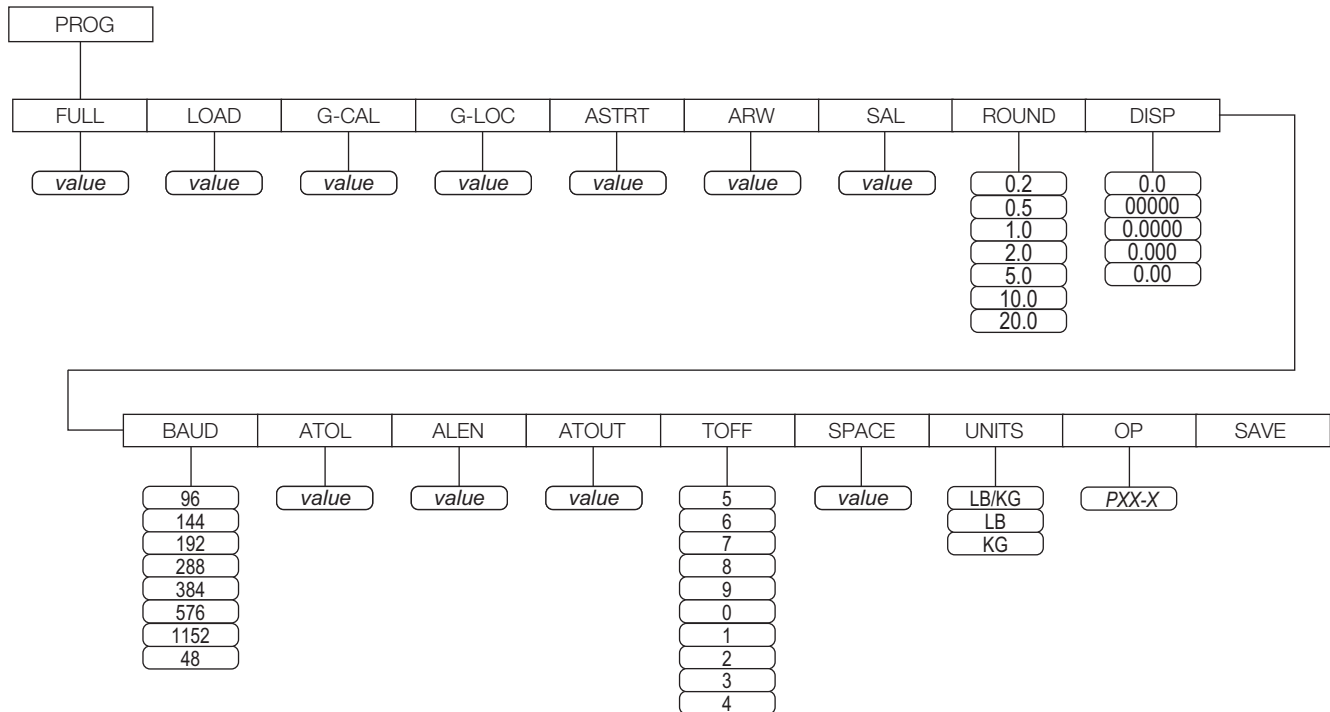 PROG
FULL LOAD G-CAL G-LOC ASTRT ARW SAL ROUND DISP
value value value value value value value 0.2 0.0
0.5 00000
1.0 0.0000
2.0 0.000
5.0 0.00
10.0
20.0
BAUD ATOL ALEN ATOUT TOFF SPACE UNITS OP SAVE
96 value value value 5 value LB/KG PXX-X
144 6 LB
192 7 KG
288 8
384 9
576 0
1152 1
48 2
3
4